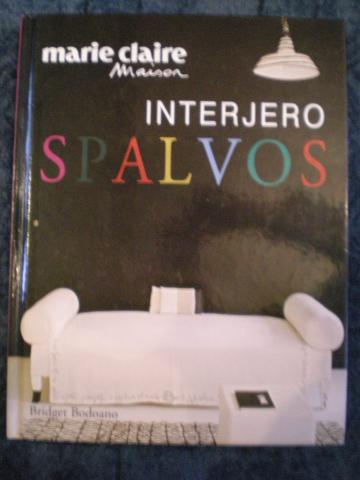 marie claire
Maison
INTERJERO
SPALVOS
Bridget Bodoano